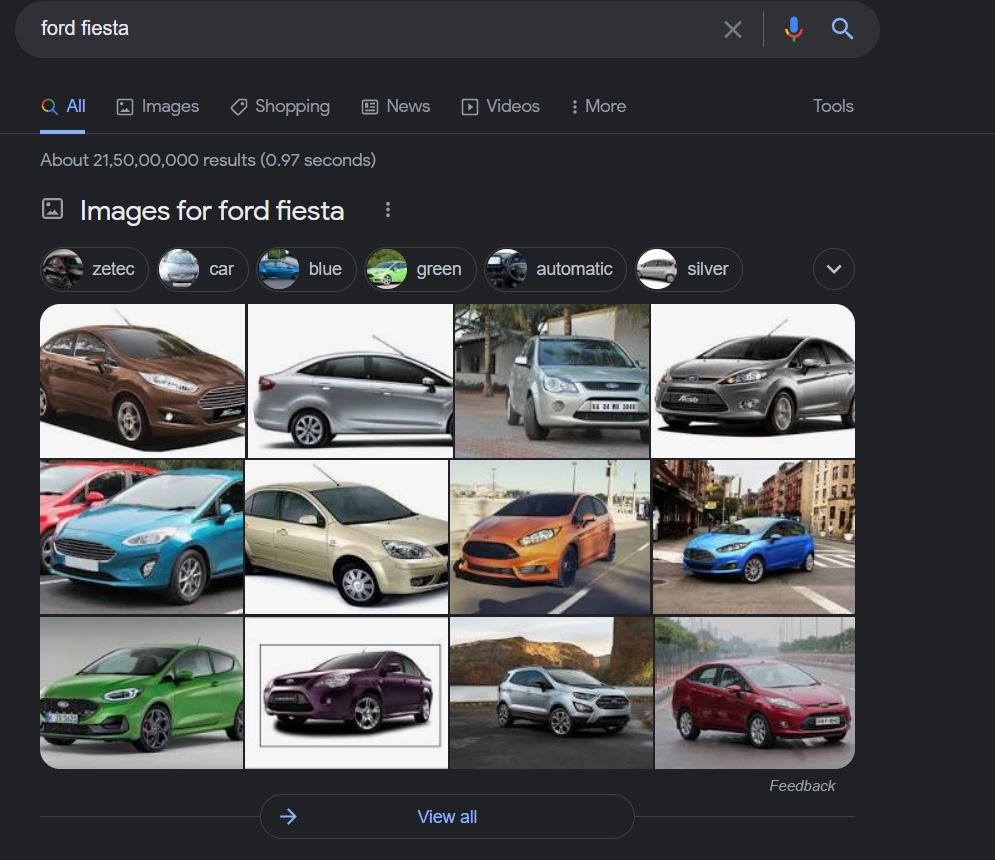 ford fiesta
All Images Shopping News Videos More Tools
About 21,50,00,000 results (0.97 seconds)
Images for ford fiesta
zetec car blue green automatic silver
Feedback
View all